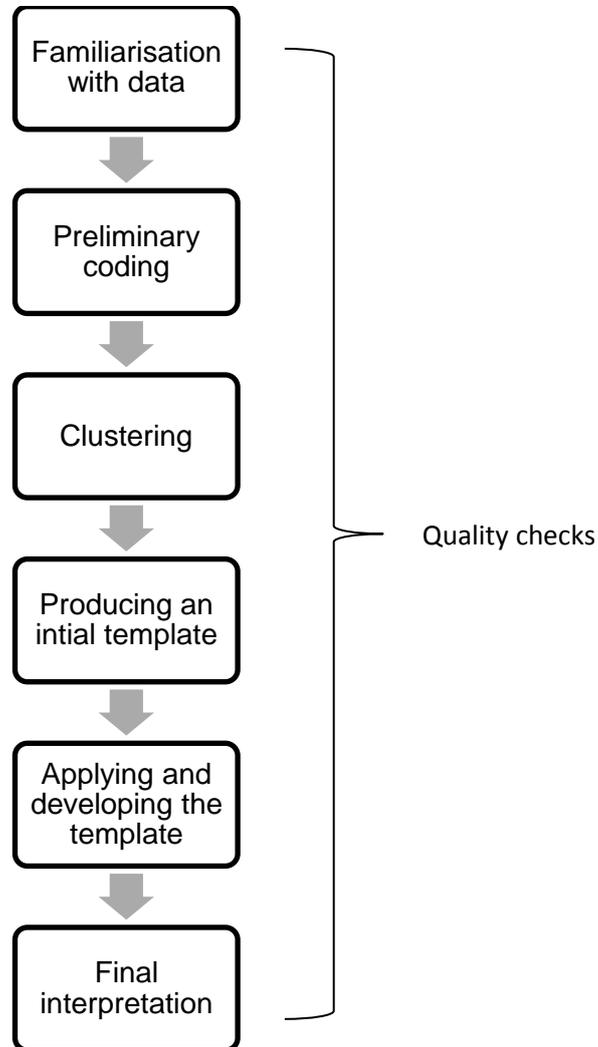 Familiarisation
with data
Preliminary
coding
Clustering
Quality checks
Producing an
intial template
Applying and
developing the
template
Final
interpretation